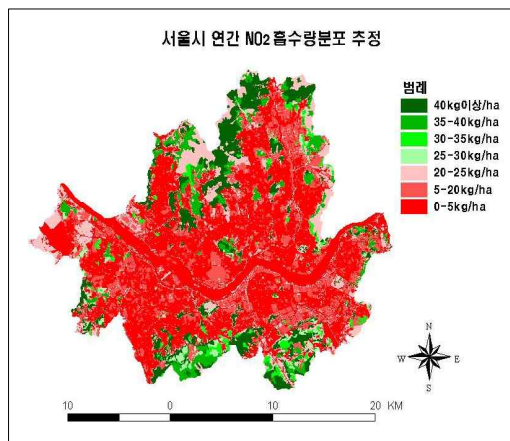 서울시 연간 NO2 흡수량분포 추정
범례
40kg이상/ha
35-40kg/ha
30-35kg/ha
25-30kg/ha
20-25kg/ha
5-20kg/ha
0-5kg/ha
N
W E
S
10 0 10 20 KM